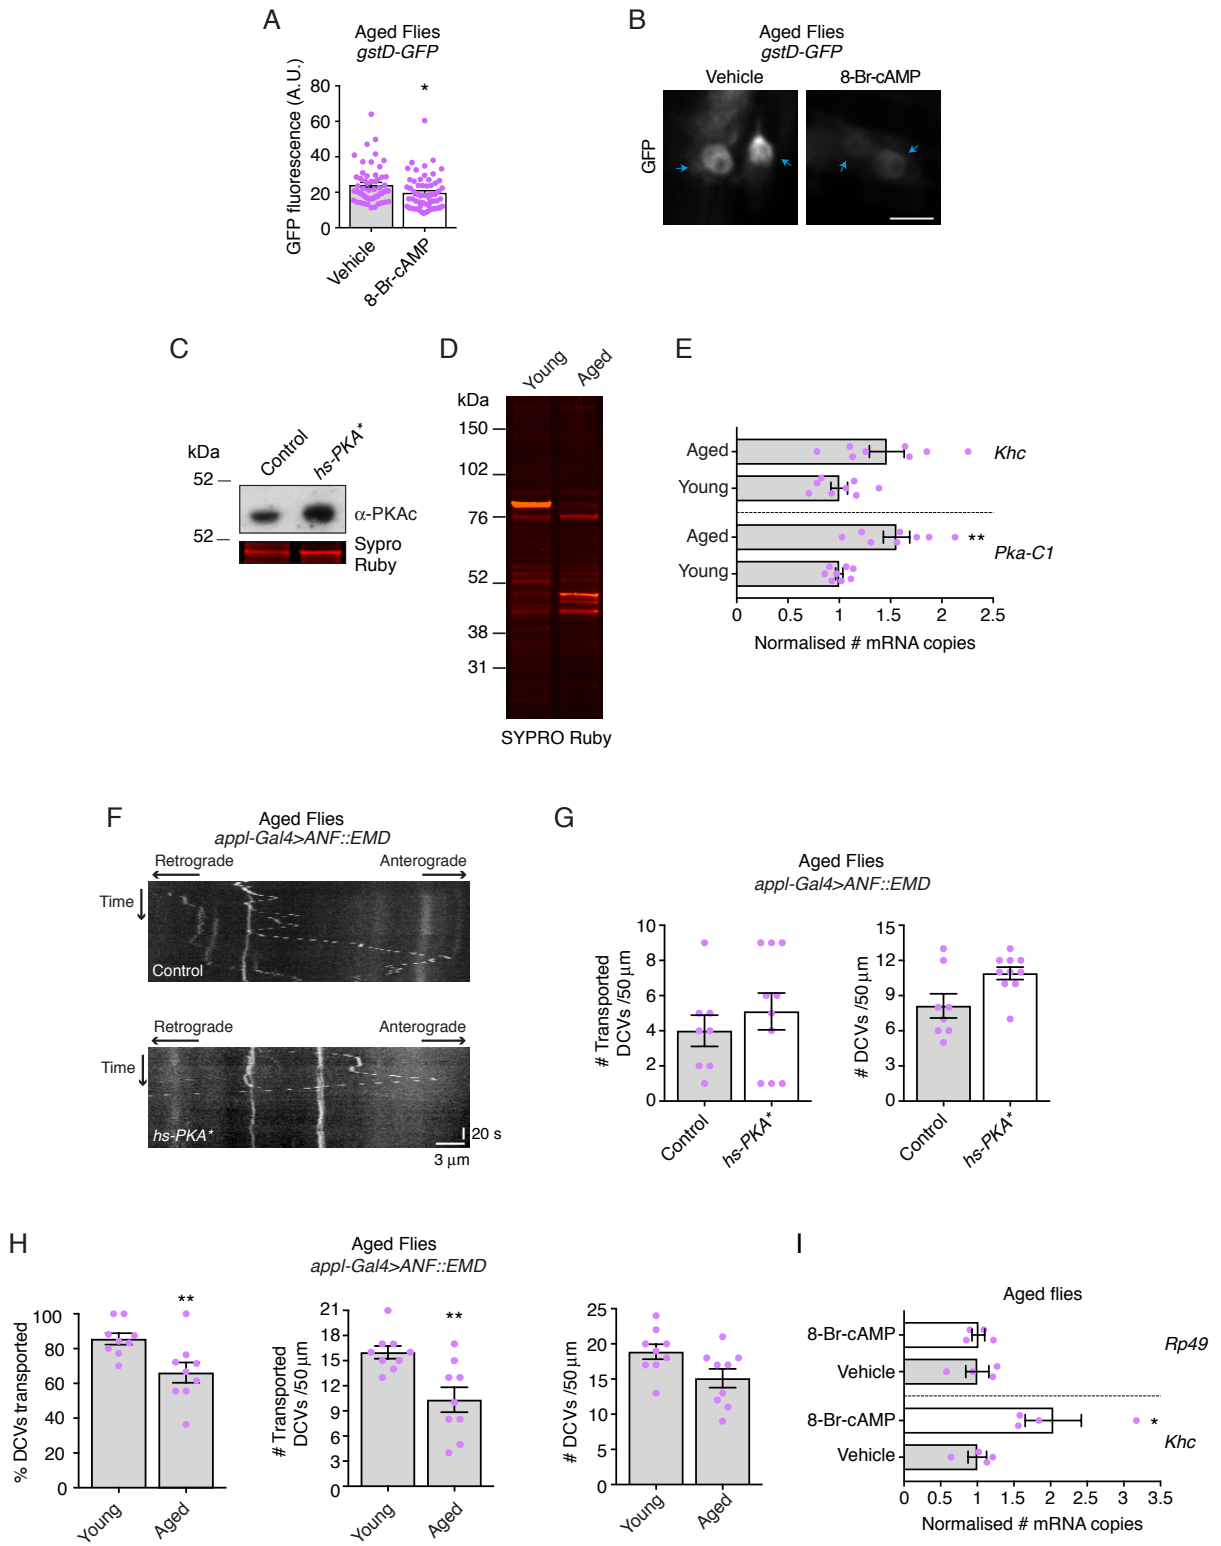 A
Aged Flies
gstD-GFP
GFP fluorescence (A.U.)
80
60
40
20
0
*
Vehicle
8-Br-cAMP
B
Aged Flies
gstD-GFP
Vehicle
8-Br-cAMP
GFP
C
kDa
Control
hs-PKA*
52
52
α-PKAc
Sypro
Ruby
D
Young
Aged
kDa
150
102
76
52
38
31
SYPRO Ruby
E
Aged
Young
Aged
Young
Khc
**
Pka-C1
0
0.5
1
1.5
2
2.5
Normalised # mRNA copies
F
Aged Flies
appl-Gal4>ANF::EMD
Retrograde
Anterograde
Time
Control
Retrograde
Anterograde
Time
hs-PKA*
20 s
3 μm
G
Aged Flies
appl-Gal4>ANF::EMD
# Transported
DCVs /50 μm
10
8
6
4
2
0
Control
hs-PKA*
# DCVs /50 μm
15
12
9
6
3
0
Control
hs-PKA*
H
Aged Flies
appl-Gal4>ANF::EMD
% DCVs transported
100
80
60
40
20
0
**
Young
Aged
# Transported
DCVs /50 μm
21
18
15
12
9
6
3
0
**
Young
Aged
# DCVs /50 μm
25
20
15
10
5
0
Young
Aged
I
Aged flies
8-Br-cAMP
Vehicle
Rp49
8-Br-cAMP
Vehicle
*
Khc
0
0.5
1
1.5
2
2.5
3
3.5
Normalised # mRNA copies